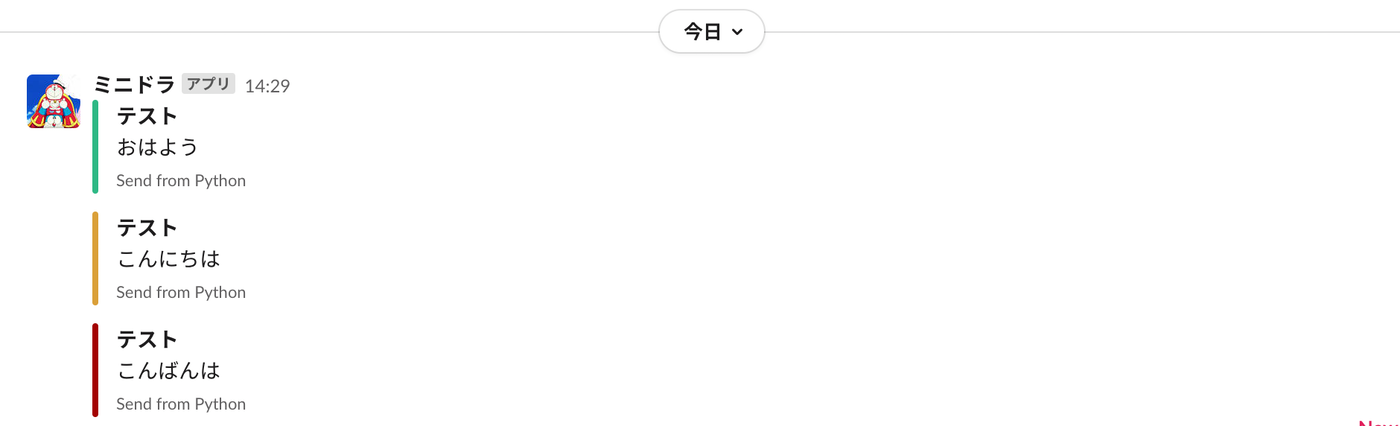 今日
ミニドラ アプリ 14:29
テスト
おはよう
Send from Python
テスト
こんにちは
Send from Python
テスト
こんばんは
Send from Python